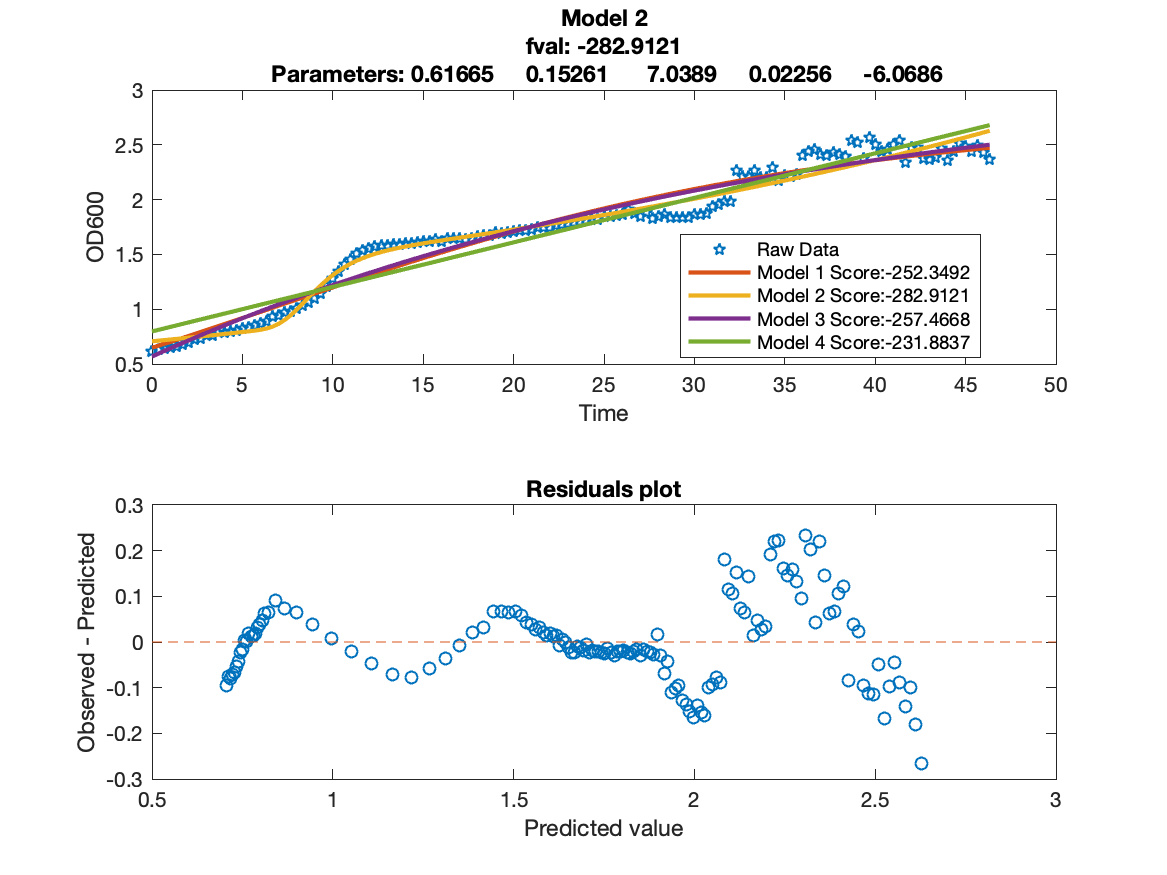 Model 2
fval: -282.9121
Parameters: 0.61665 0.15261 7.0389 0.02256 -6.0686
3
2.5
2
1.5
1
0.5
OD600
Raw Data
Model 1 Score:-252.3492
Model 2 Score:-282.9121
Model 3 Score:-257.4668
Model 4 Score:-231.8837
0 5 10 15 20 25 30 35 40 45 50
Time
Residuals plot
0.3
0.2
0.1
0
-0.1
-0.2
-0.3
Observed - Predicted
0.5 1 1.5 2 2.5 3
Predicted value